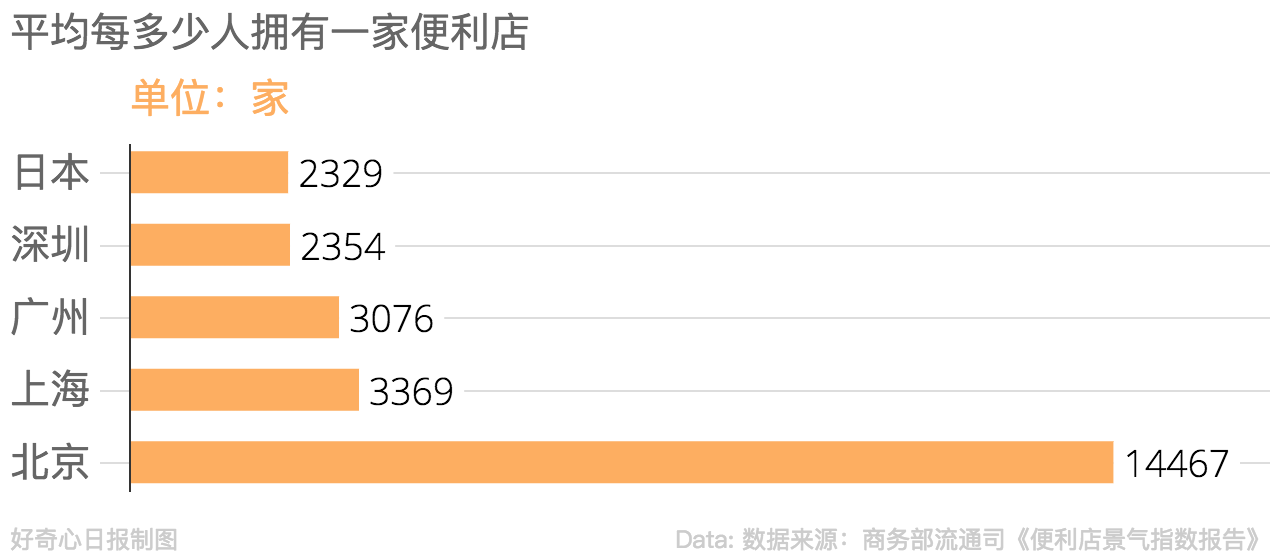 平均每多少人拥有一家便利店
单位：家
日本 2329
深圳 2354
广州 3076
上海 3369
北京 14467
好奇心日报制图 Data: 数据来源：商务部流通司《便利店景气指数报告》